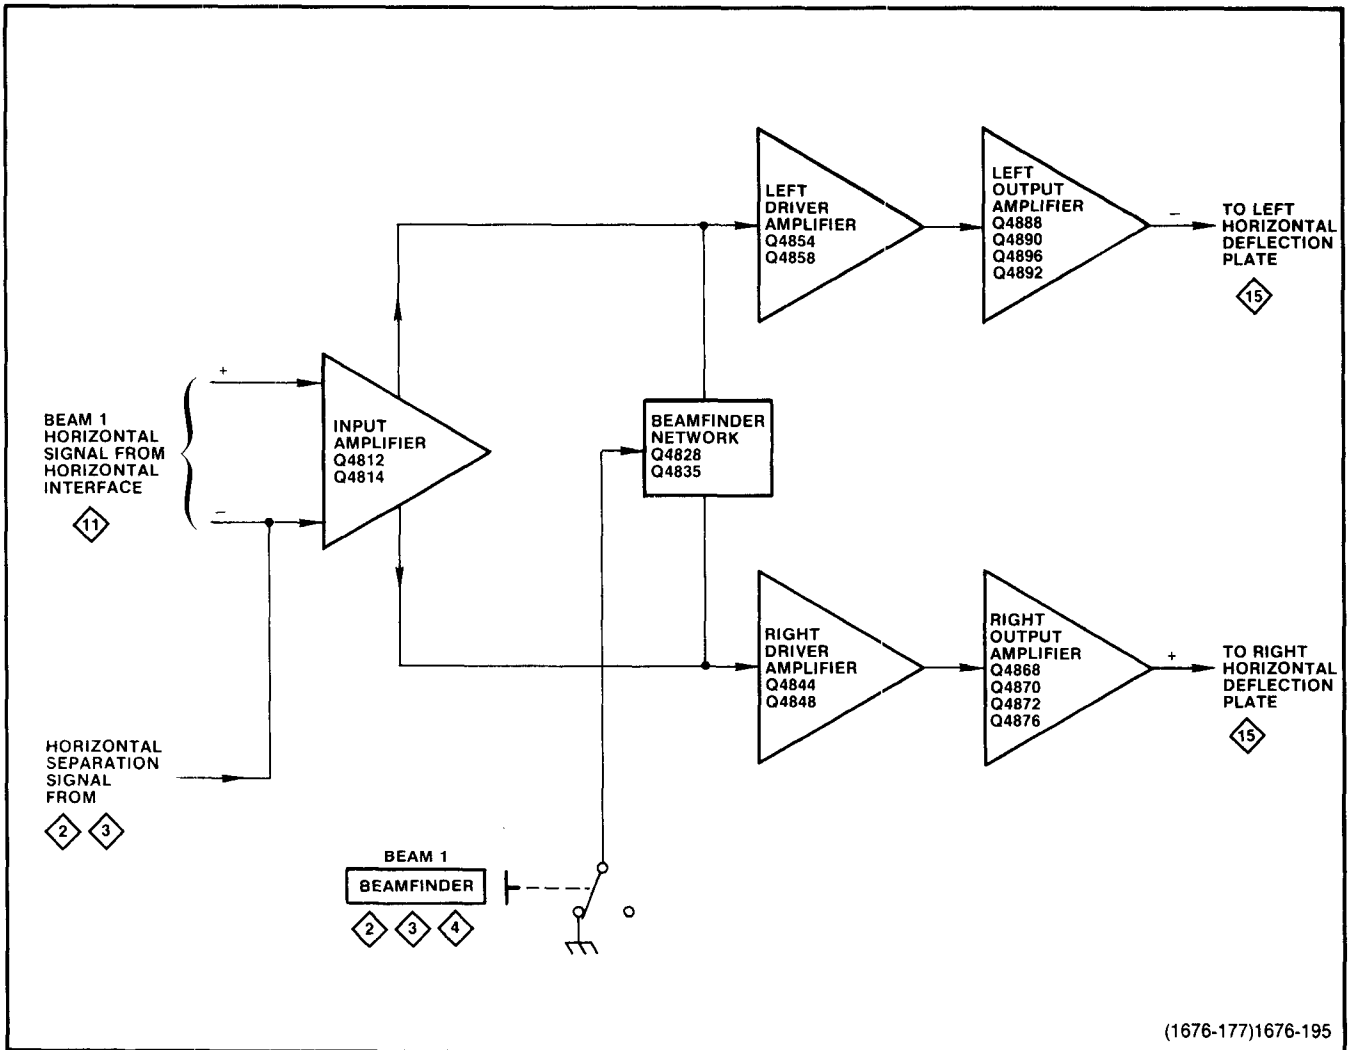 LEFT
DRIVER
AMPLIFIER
Q4854
Q4858
LEFT
OUTPUT
AMPLIFIER
Q4888
Q4890
Q4896
Q4892
−
TO LEFT
HORIZONTAL
DEFLECTION
PLATE
15
BEAM 1
HORIZONTAL
SIGNAL FROM
HORIZONTAL
INTERFACE
11
+
−
INPUT
AMPLIFIER
Q4812
Q4814
BEAMFINDER
NETWORK
Q4828
Q4835
RIGHT
DRIVER
AMPLIFIER
Q4844
Q4848
RIGHT
OUTPUT
AMPLIFIER
Q4868
Q4870
Q4872
Q4876
+
TO RIGHT
HORIZONTAL
DEFLECTION
PLATE
15
HORIZONTAL
SEPARATION
SIGNAL
FROM
2 3
BEAM 1
BEAMFINDER
2 3 4
(1676-177)1676-195